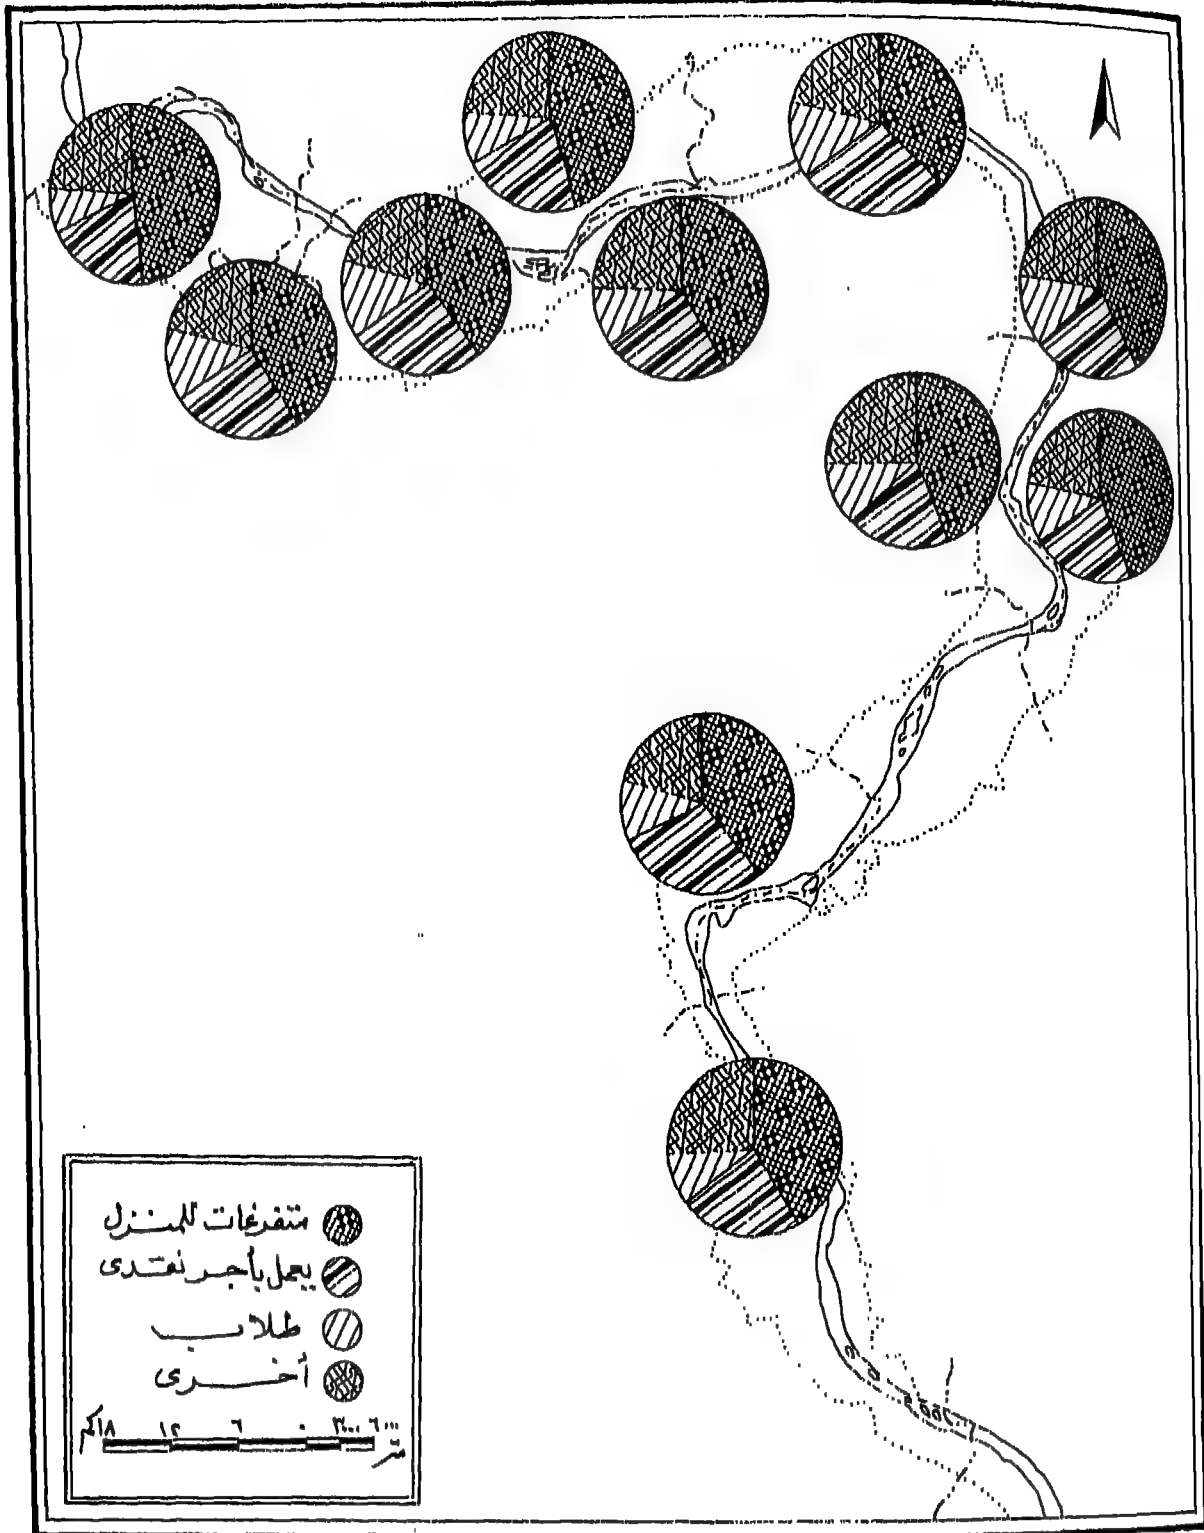 متفرغات للمنزل
يعمل بأجر نقدى
طلاب
أخرى
١٨كم ١٢ ٦ ٠ ٣٠٠٠ ٦٠٠٠
متر